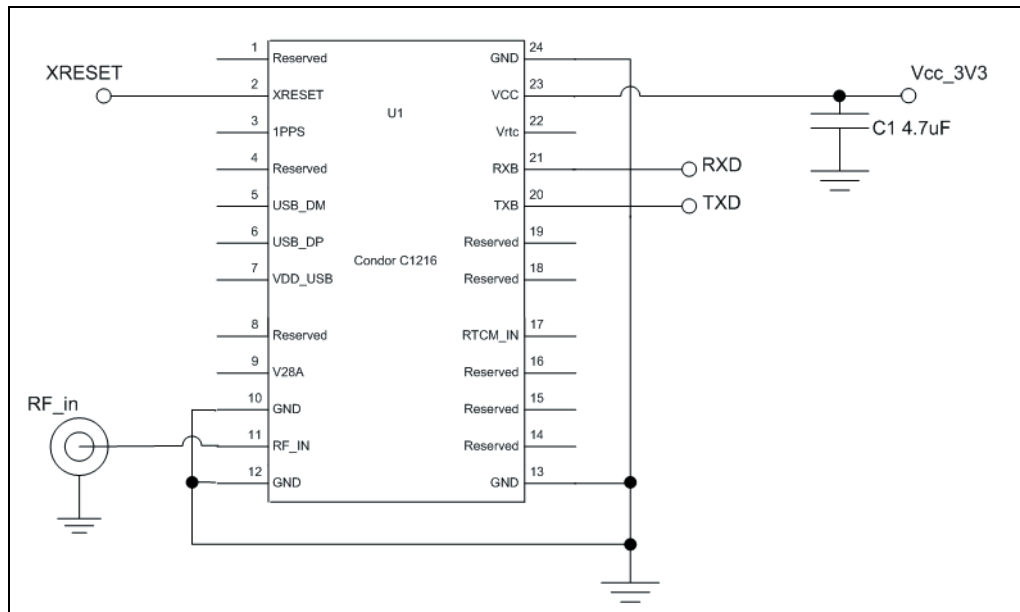 XRESET
RF_in
1 Reserved
2 XRESET
3 1PPS
4 Reserved
5 USB_DM
6 USB_DP
7 VDD_USB
8 Reserved
9 V28A
10 GND
11 RF_IN
12 GND
U1
Condor C1216
GND 24
VCC 23
Vrtc 22
RXB 21
TXB 20
Reserved 19
Reserved 18
RTCM_IN 17
Reserved 16
Reserved 15
Reserved 14
GND 13
Vcc_3V3
C1 4.7uF
RXD
TXD